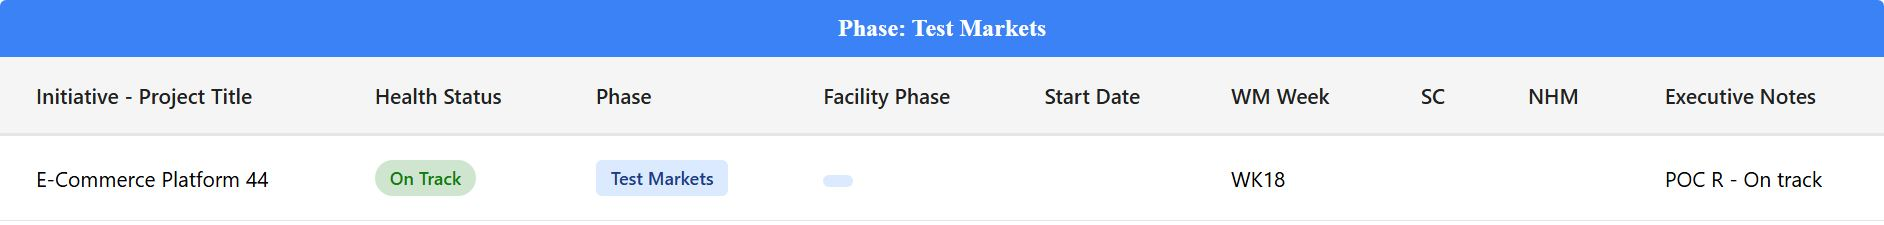 Phase: Test Markets
Initiative - Project Title Health Status Phase Facility Phase Start Date WM Week SC NHM Executive Notes
E-Commerce Platform 44 On Track Test Markets WK18 POC R - On track